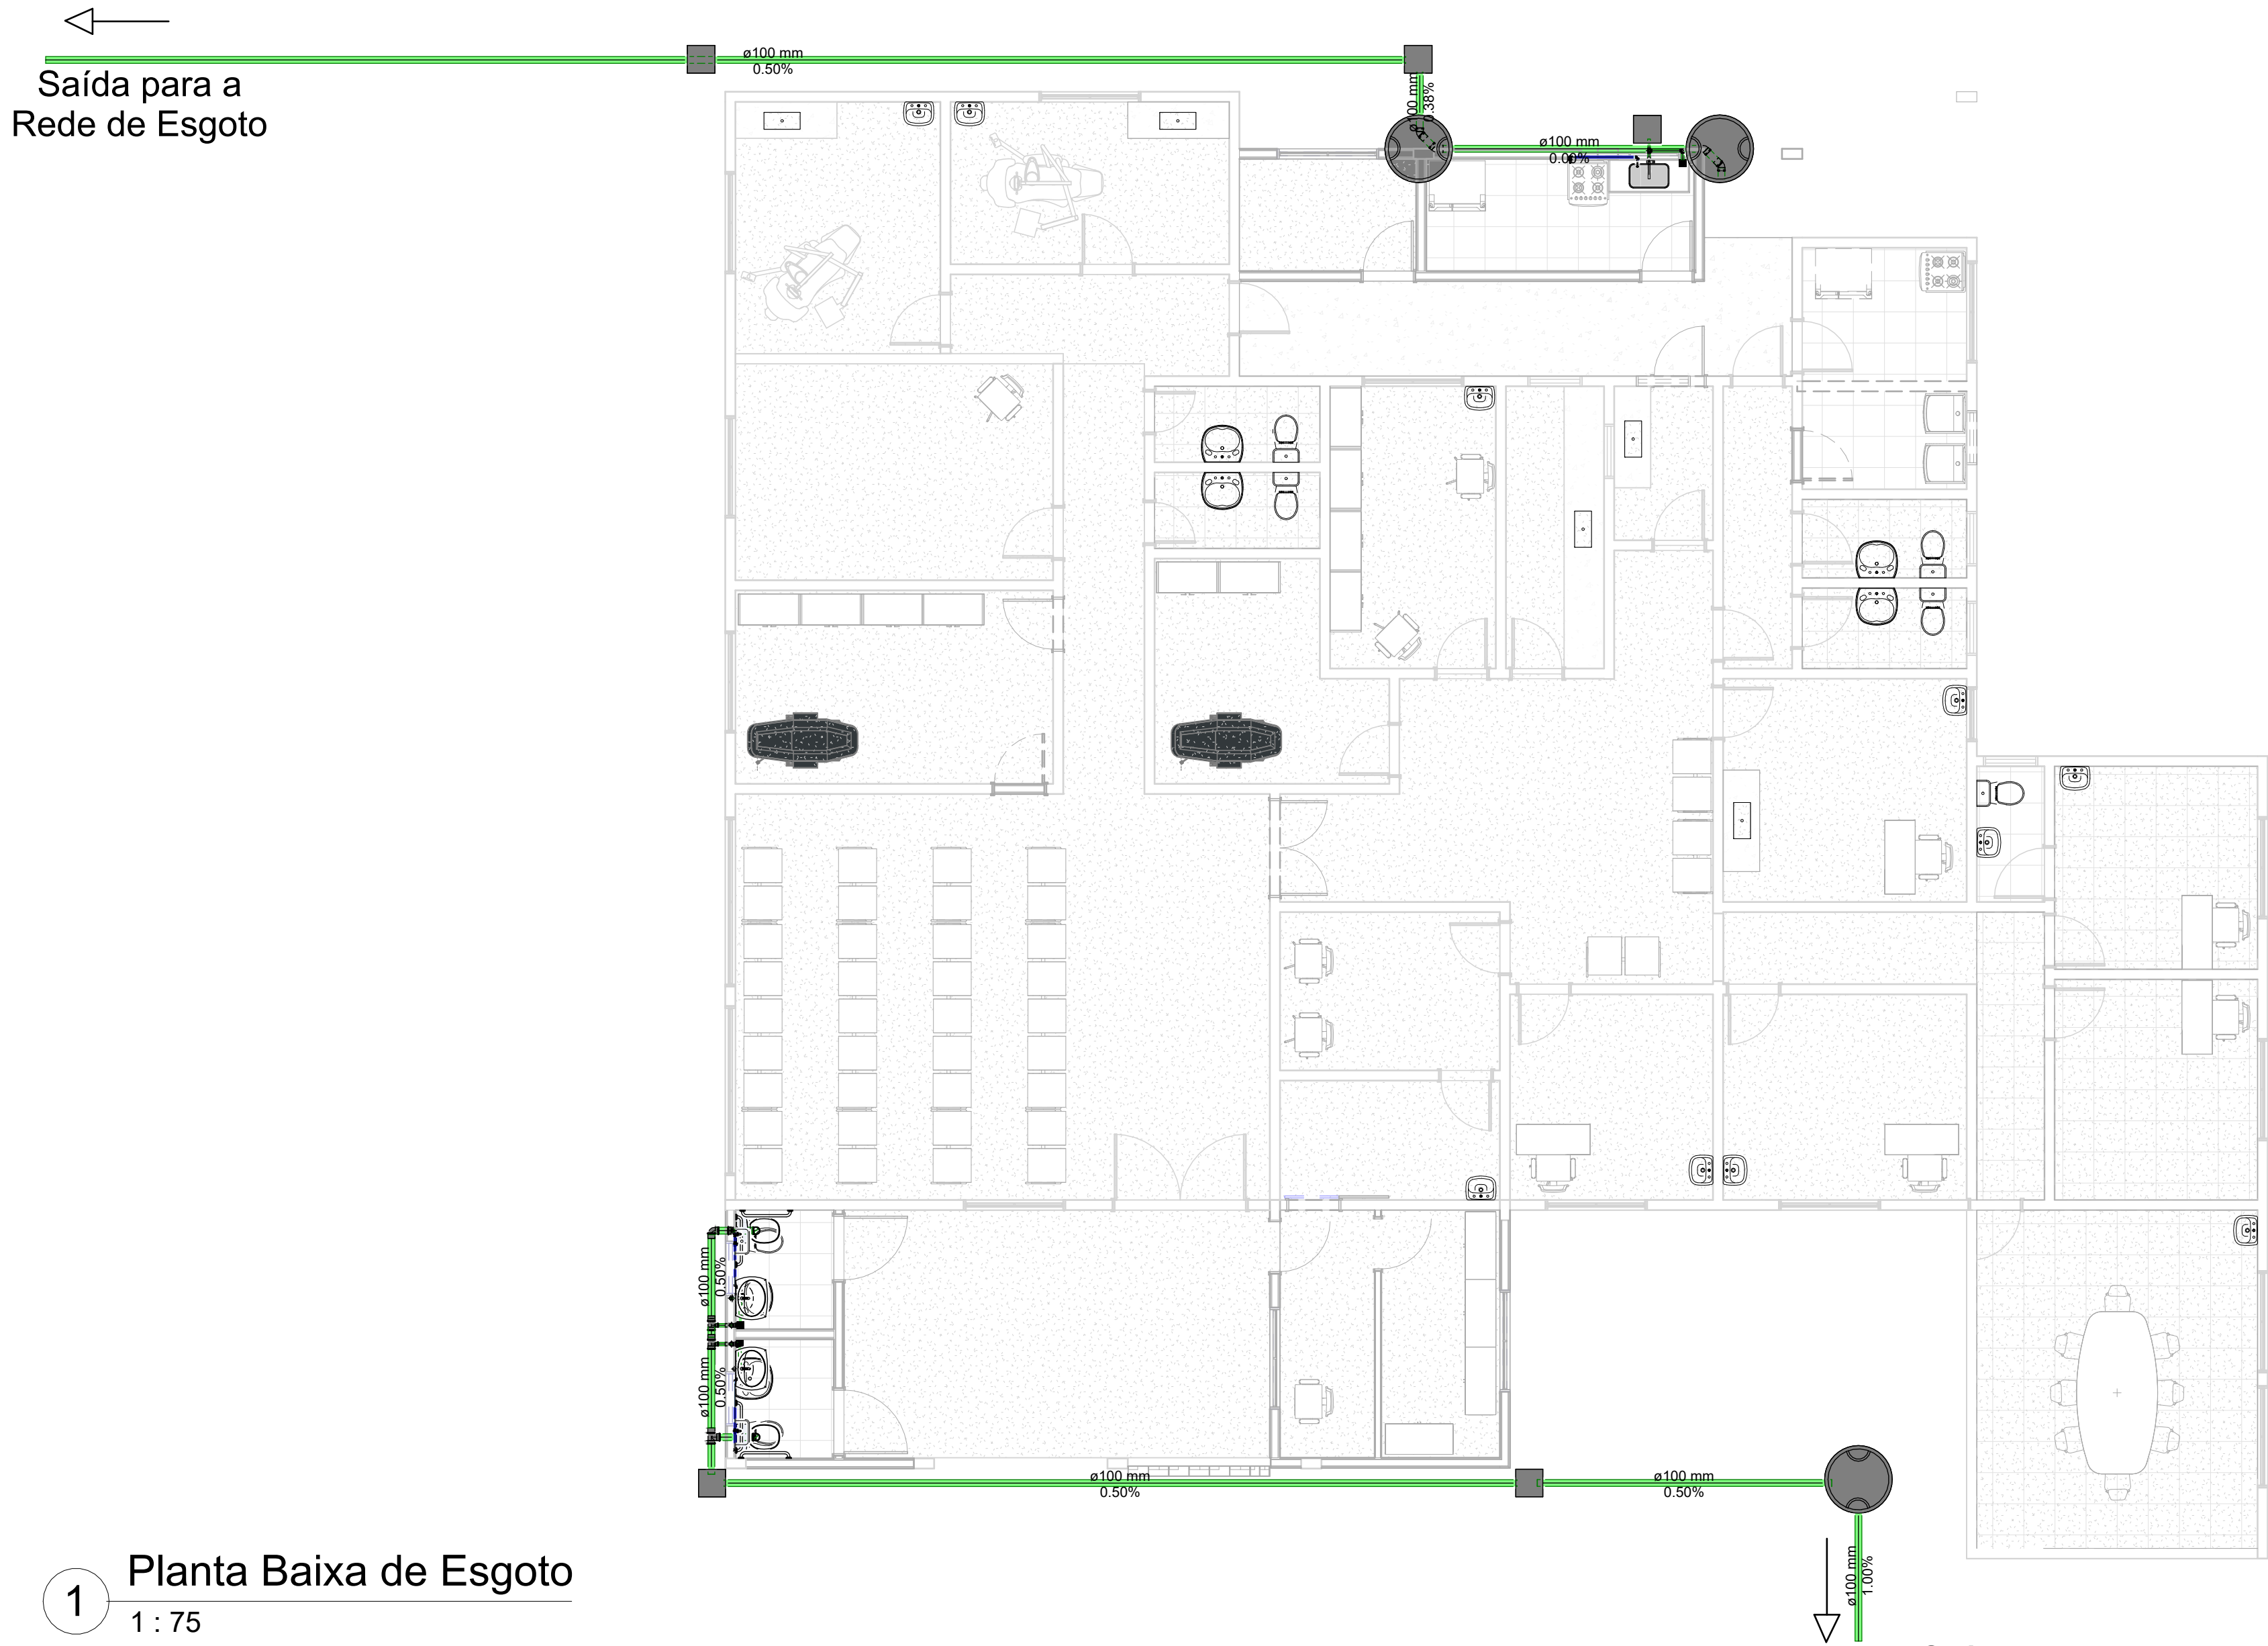 ø100 mm
0.50%
Saída para a
Rede de Esgoto
ø100 mm
0.38%
ø100 mm
0.00%
ø100 mm
0.50%
ø100 mm
0.50%
ø100 mm
0.50%
ø100 mm
0.50%
ø100 mm
1.00%
1
Planta Baixa de Esgoto
1 : 75